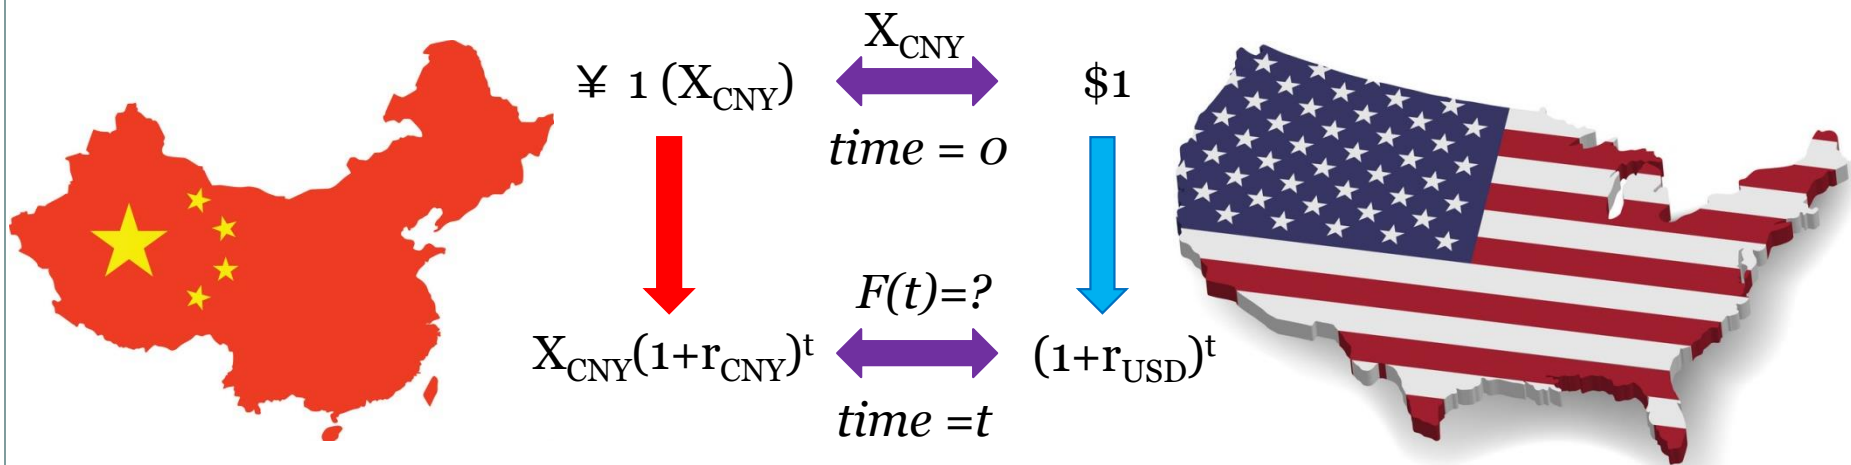 X_CNY
¥ 1 (X_CNY) $1
time = 0
F(t)=?
X_CNY(1+r_CNY)^t (1+r_USD)^t
time =t